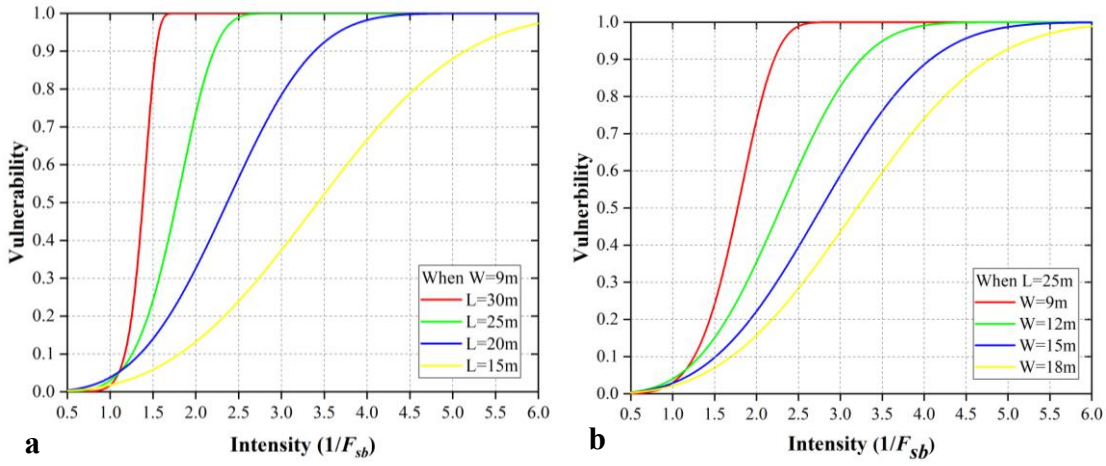 1.0
0.9
0.8
0.7
0.6
0.5
0.4
0.3
0.2
0.1
0.0
Vulnerability
When W=9m
L=30m
L=25m
L=20m
L=15m
0.5 1.0 1.5 2.0 2.5 3.0 3.5 4.0 4.5 5.0 5.5 6.0
Intensity (1/Fsb)
a
1.0
0.9
0.8
0.7
0.6
0.5
0.4
0.3
0.2
0.1
0.0
Vulnerbility
When L=25m
W=9m
W=12m
W=15m
W=18m
0.5 1.0 1.5 2.0 2.5 3.0 3.5 4.0 4.5 5.0 5.5 6.0
Intensity (1/Fsb)
b